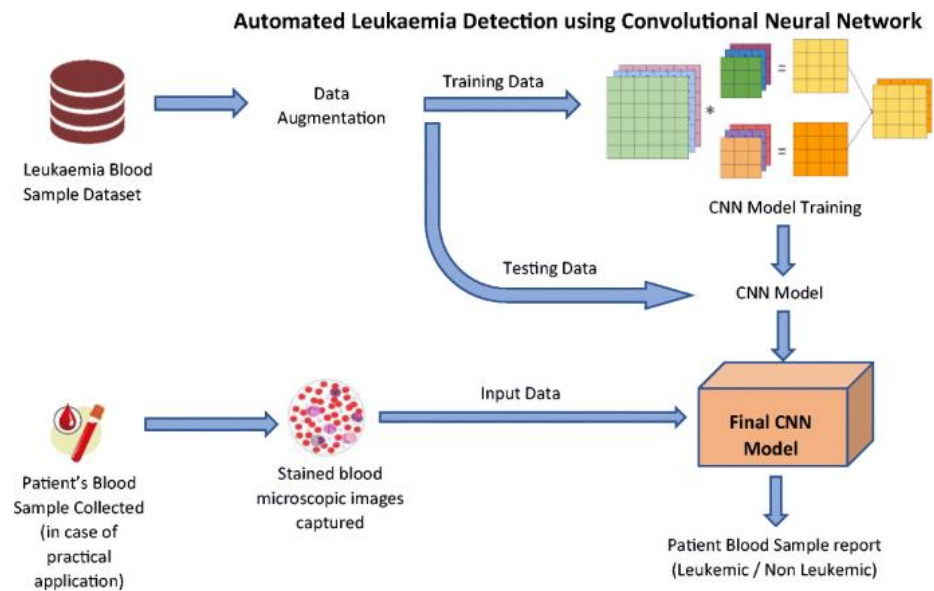 Automated Leukaemia Detection using Convolutional Neural Network
Leukaemia Blood
Sample Dataset
Data
Augmentation
Training Data
*
=
=
CNN Model Training
Testing Data
CNN Model
Patient's Blood
Sample Collected
(in case of
practical
application)
Stained blood
microscopic images
captured
Input Data
Final CNN
Model
Patient Blood Sample report
(Leukemic / Non Leukemic)